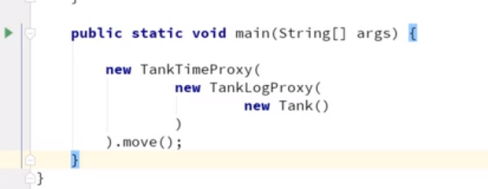 public static void main(String[] args) {
new TankTimeProxy(
new TankLogProxy(
new Tank()
)
).move();
}
}